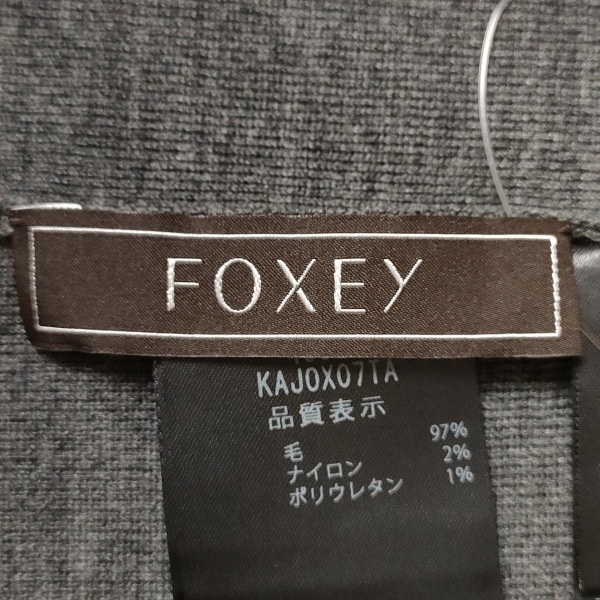 FOXEY
KAJOX07TA
品質表示
毛 97%
ナイロン 2%
ポリウレタン 1%